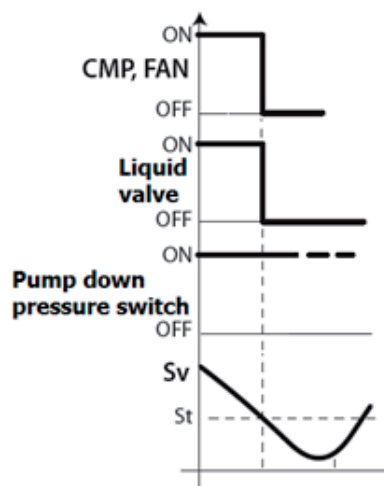 ON
CMP, FAN
OFF
ON
Liquid
valve
OFF
ON
Pump down
pressure switch
OFF
Sv
St